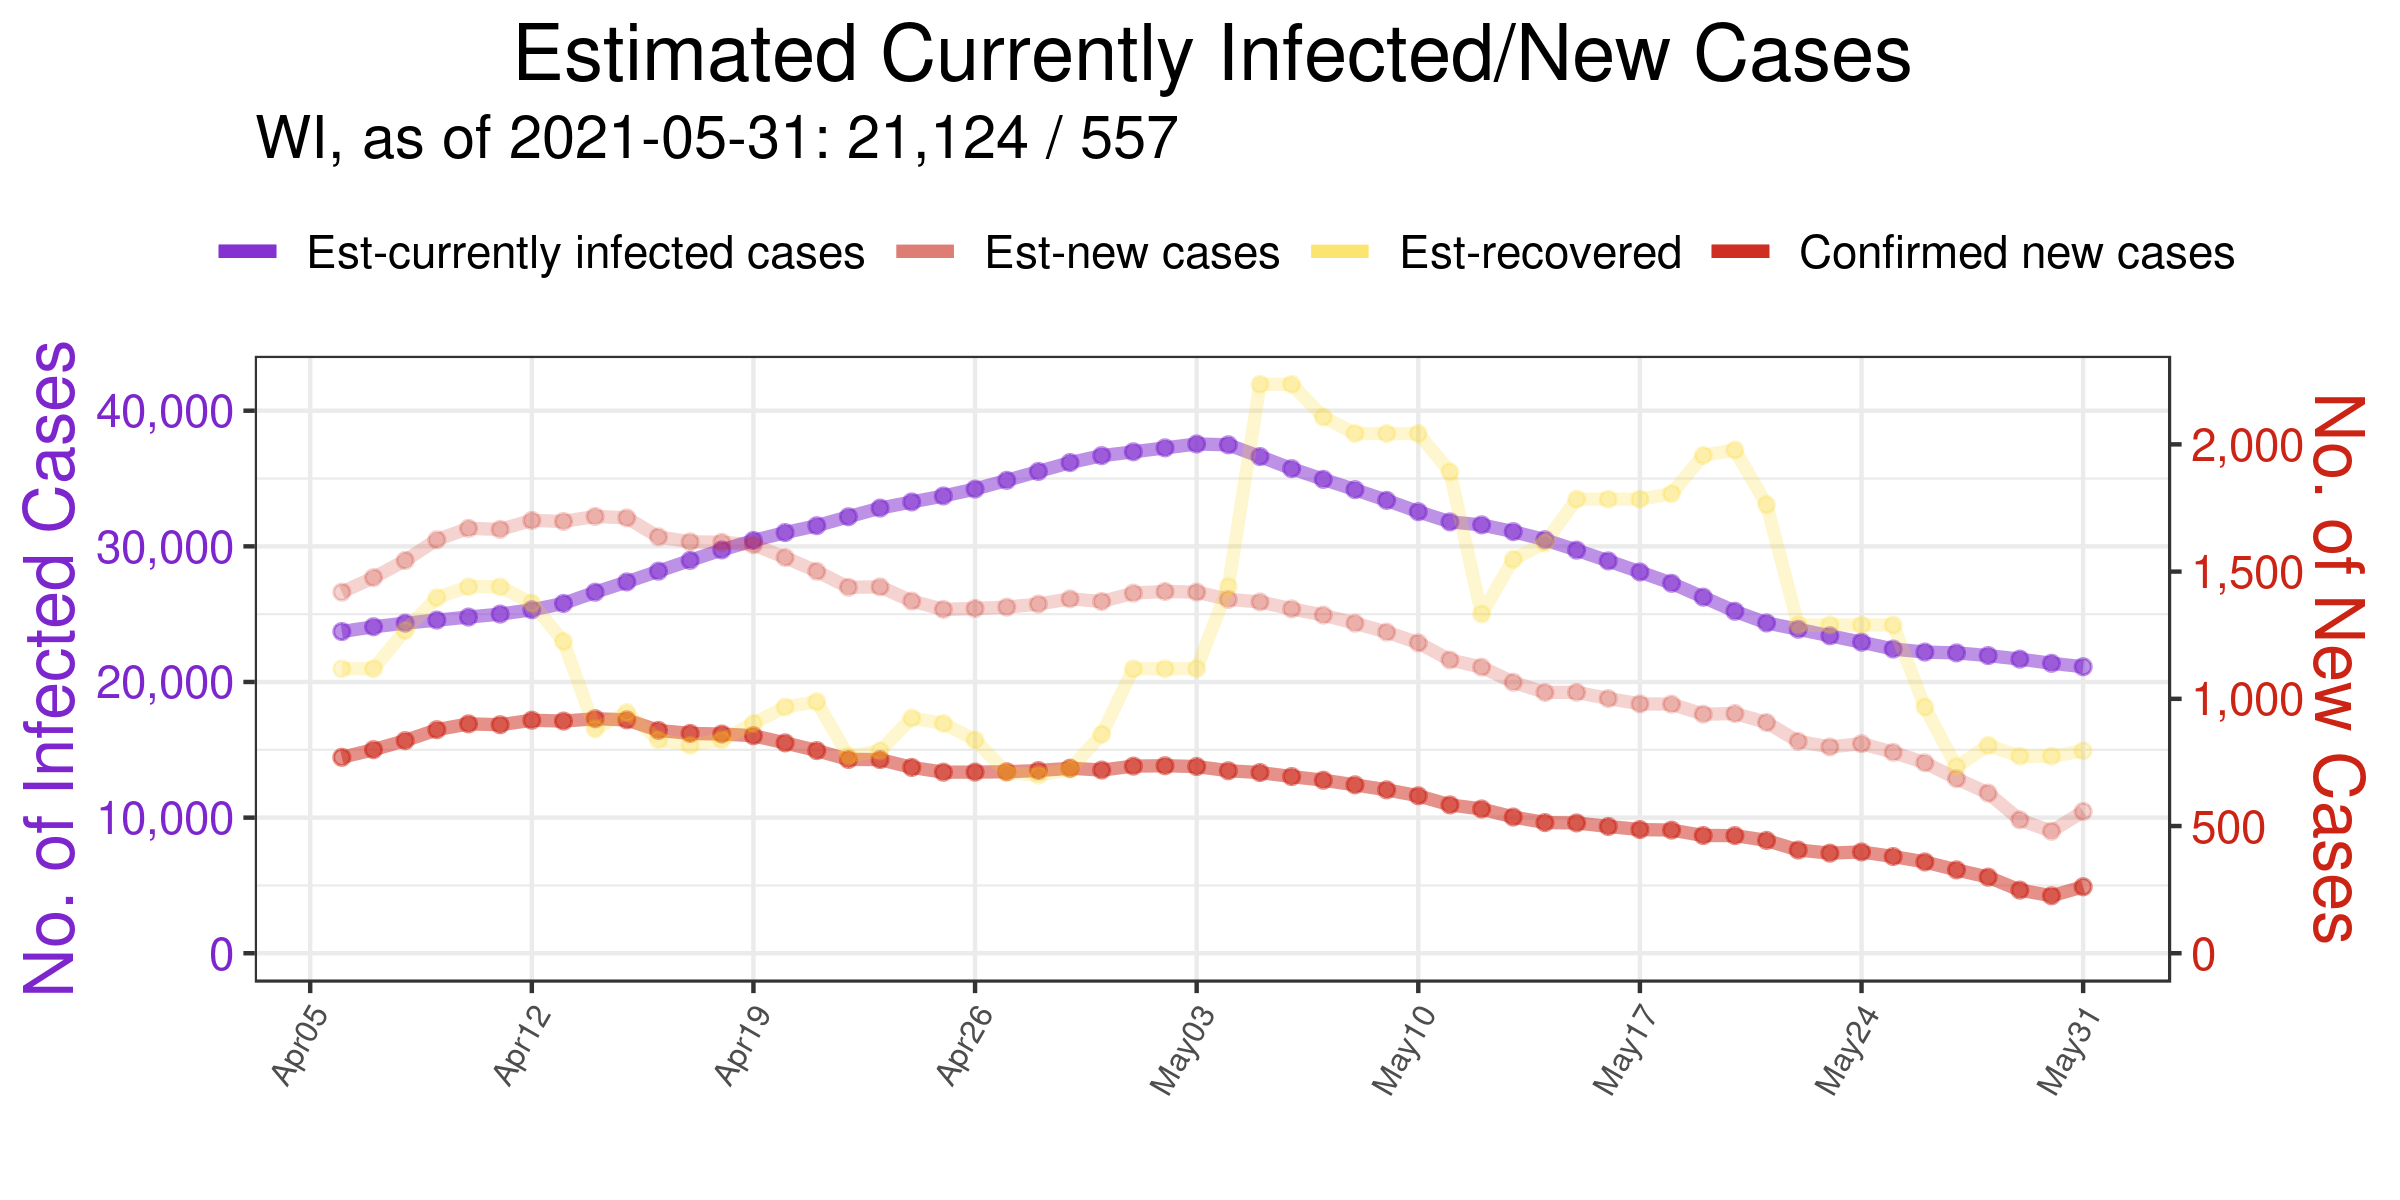 Estimated Currently Infected/New Cases
WI, as of 2021-05-31: 21,124 / 557
Est-currently infected cases
Est-new cases
Est-recovered
Confirmed new cases
No. of Infected Cases
40,000
30,000
20,000
10,000
0
2,000
1,500
1,000
500
0
No. of New Cases
Apr05
Apr12
Apr19
Apr26
May03
May10
May17
May24
May31